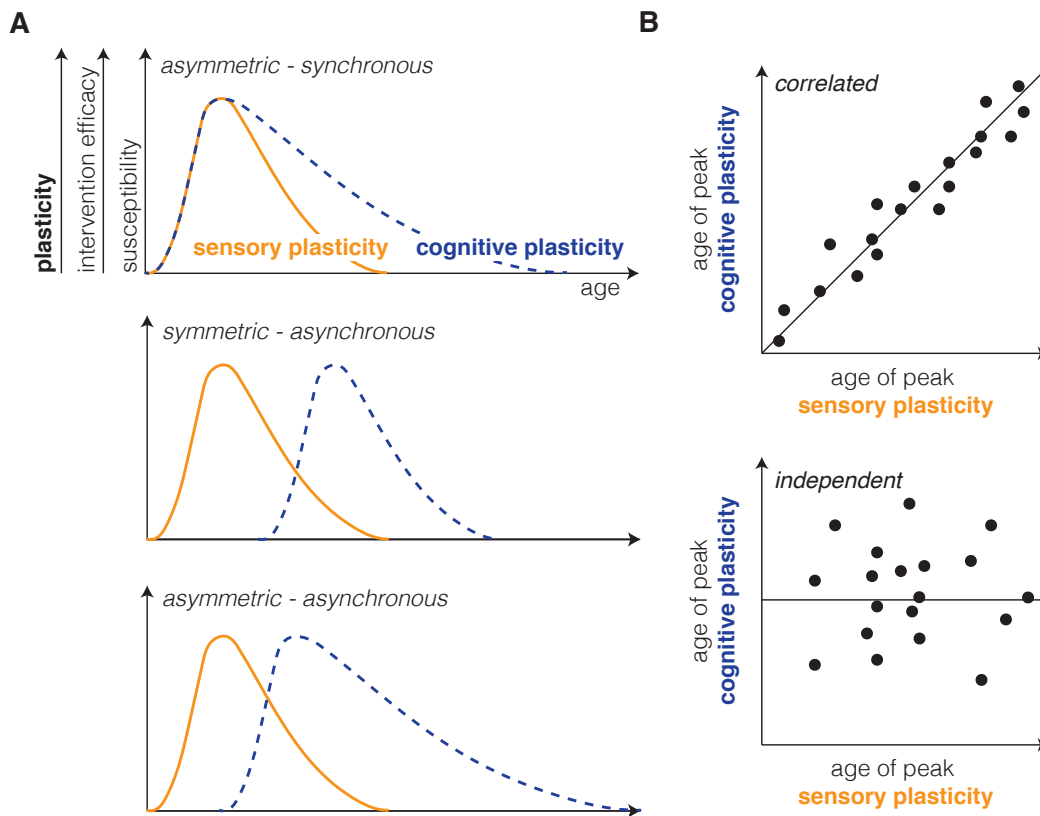 A
plasticity
intervention efficacy
susceptibility
asymmetric - synchronous
sensory plasticity
cognitive plasticity
age
symmetric - asynchronous
asymmetric - asynchronous
B
correlated
age of peak
cognitive plasticity
age of peak
sensory plasticity
independent
age of peak
cognitive plasticity
age of peak
sensory plasticity